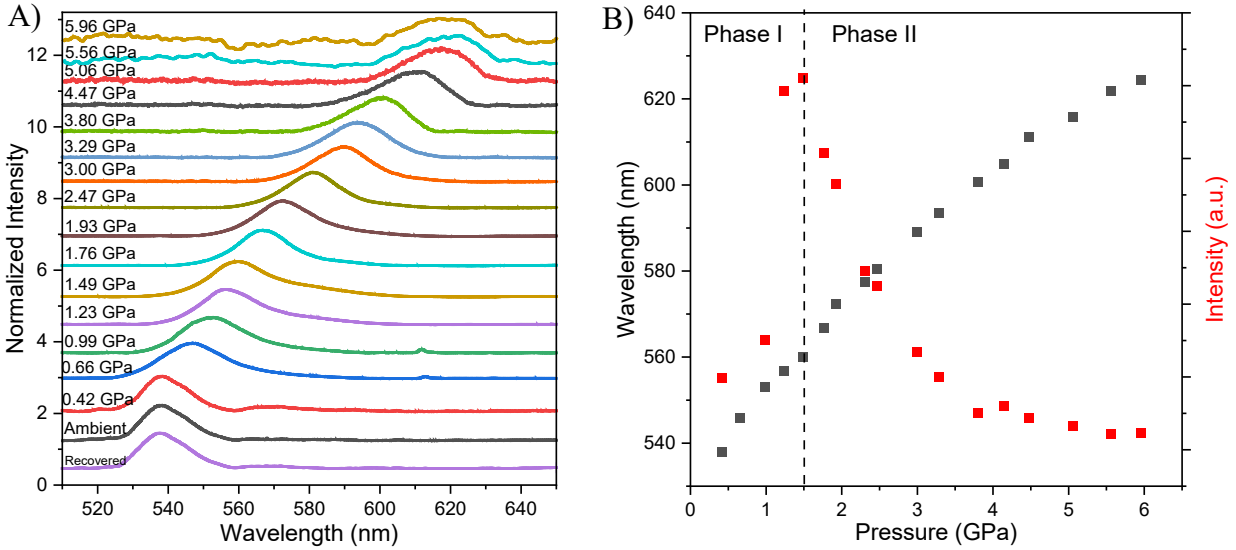 A)
5.96 GPa
5.56 GPa
5.06 GPa
4.47 GPa
3.80 GPa
3.29 GPa
3.00 GPa
2.47 GPa
1.93 GPa
1.76 GPa
1.49 GPa
1.23 GPa
0.99 GPa
0.66 GPa
0.42 GPa
Ambient
Recovered
Normalized Intensity
12
10
8
6
4
2
0
520 540 560 580 600 620 640
Wavelength (nm)
B)
Phase I Phase II
Wavelength (nm)
640
620
600
580
560
540
0 1 2 3 4 5 6
Pressure (GPa)
Intensity (a.u.)